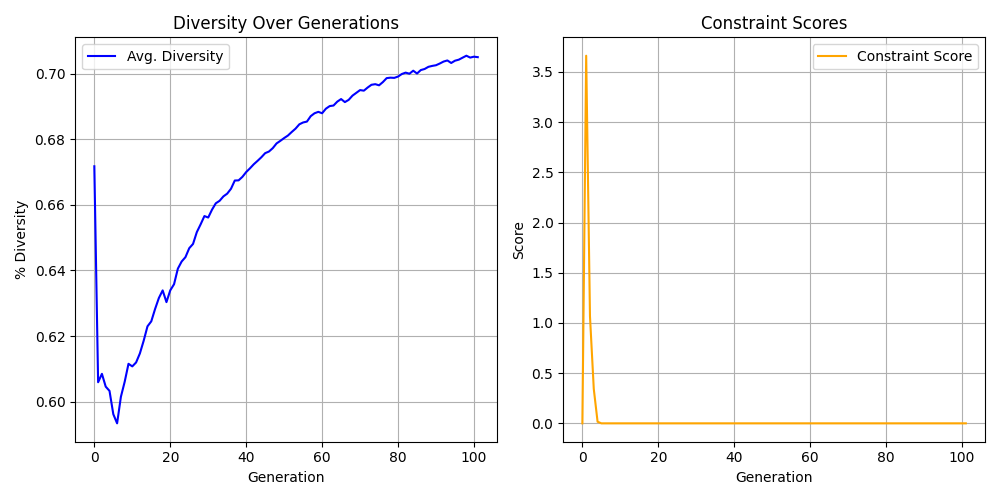 Diversity Over Generations
Avg. Diversity
% Diversity
0.70
0.68
0.66
0.64
0.62
0.60
0 20 40 60 80 100
Generation
Constraint Scores
Constraint Score
Score
3.5
3.0
2.5
2.0
1.5
1.0
0.5
0.0
0 20 40 60 80 100
Generation